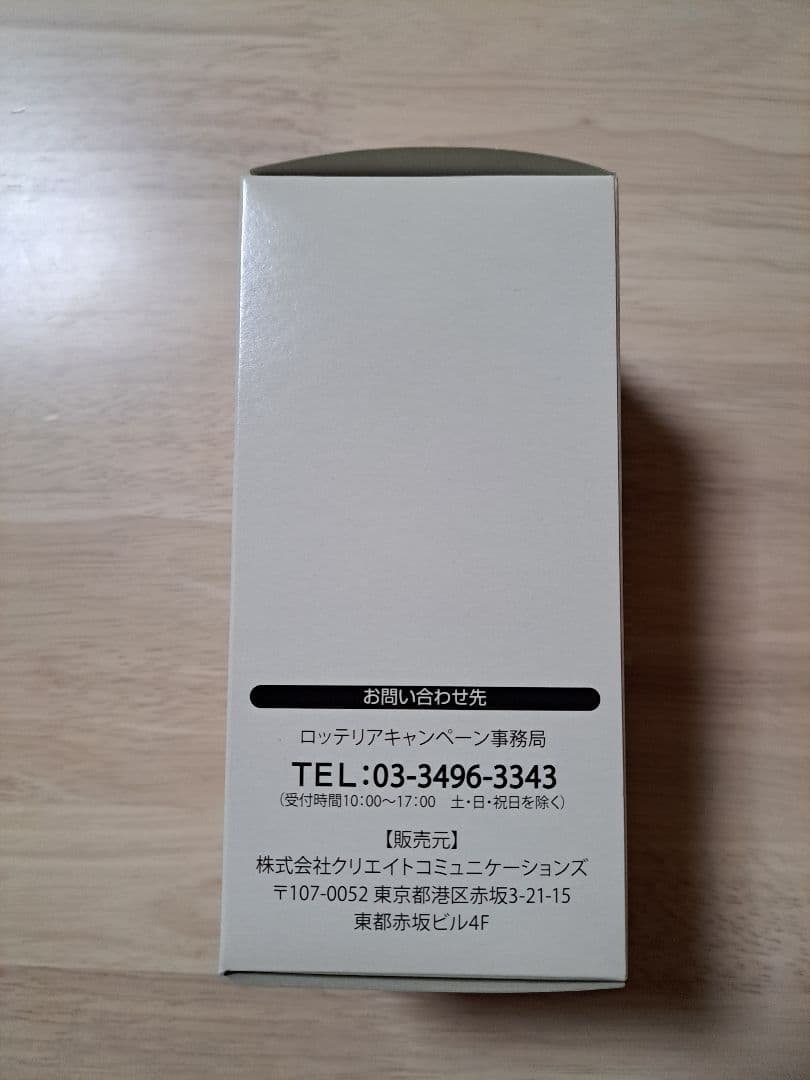 お問い合わせ先
ロッテリアキャンペーン事務局
TEL:03-3496-3343
(受付時間10:00～17:00　土・日・祝日を除く)
【販売元】
株式会社クリエイトコミュニケーションズ
〒107-0052 東京都港区赤坂3-21-15
東都赤坂ビル4F